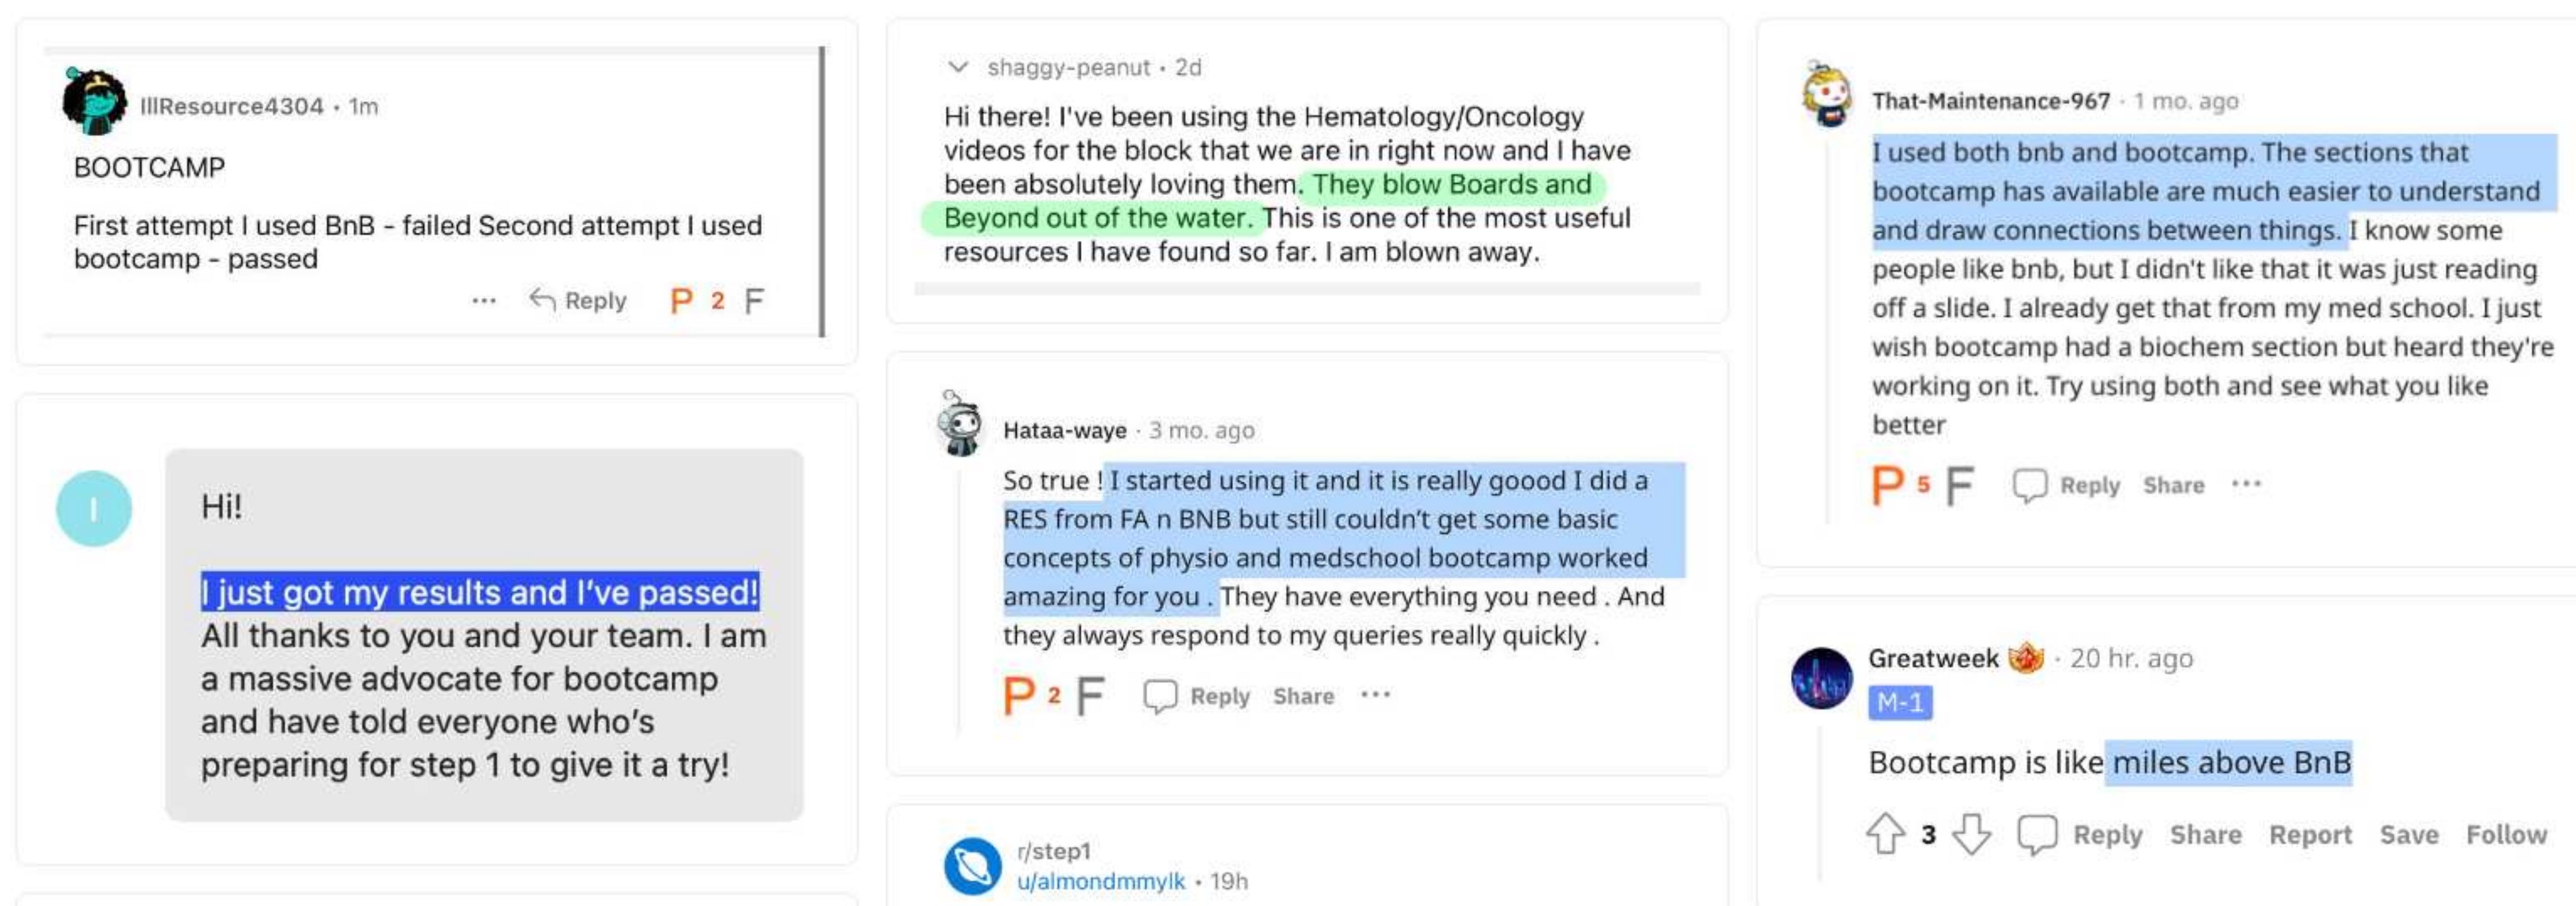 IllResource4304 • 1m
BOOTCAMP
First attempt I used BnB - failed Second attempt I used
bootcamp - passed
... Reply P 2 F
I
Hi!
I just got my results and I've passed!
All thanks to you and your team. I am
a massive advocate for bootcamp
and have told everyone who's
preparing for step 1 to give it a try!
shaggy-peanut • 2d
Hi there! I've been using the Hematology/Oncology
videos for the block that we are in right now and I have
been absolutely loving them. They blow Boards and
Beyond out of the water. This is one of the most useful
resources I have found so far. I am blown away.
Hataa-waye · 3 mo. ago
So true ! I started using it and it is really goood I did a
RES from FA n BNB but still couldn't get some basic
concepts of physio and medschool bootcamp worked
amazing for you . They have everything you need . And
they always respond to my queries really quickly .
P 2 F Reply Share ...
r/step1
u/almondmmylk • 19h
That-Maintenance-967 · 1 mo. ago
I used both bnb and bootcamp. The sections that
bootcamp has available are much easier to understand
and draw connections between things. I know some
people like bnb, but I didn't like that it was just reading
off a slide. I already get that from my med school. I just
wish bootcamp had a biochem section but heard they're
working on it. Try using both and see what you like
better
P 5 F Reply Share ...
Greatweek · 20 hr. ago
M-1
Bootcamp is like miles above BnB
3 Reply Share Report Save Follow